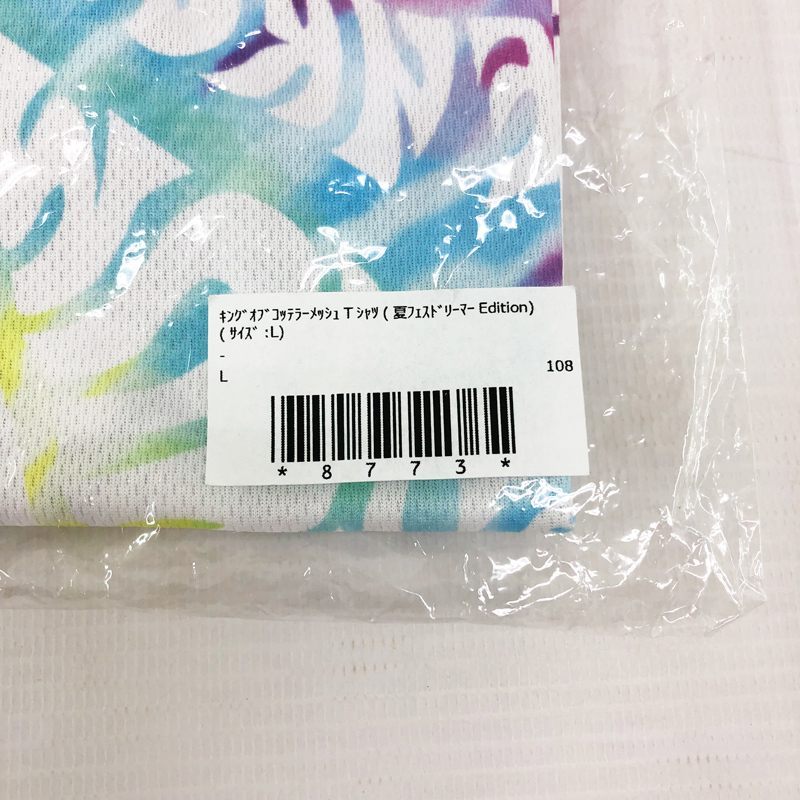 ｷﾝｸﾞｵﾌﾞｺｯﾃﾗｰﾒｯｼｭ T ｼｬﾂ ( 夏ﾌｪｽﾄﾞﾘｰﾏｰ Edition)
( ｻｲｽﾞ :L)
-
L 108
* 8 7 7 3 *